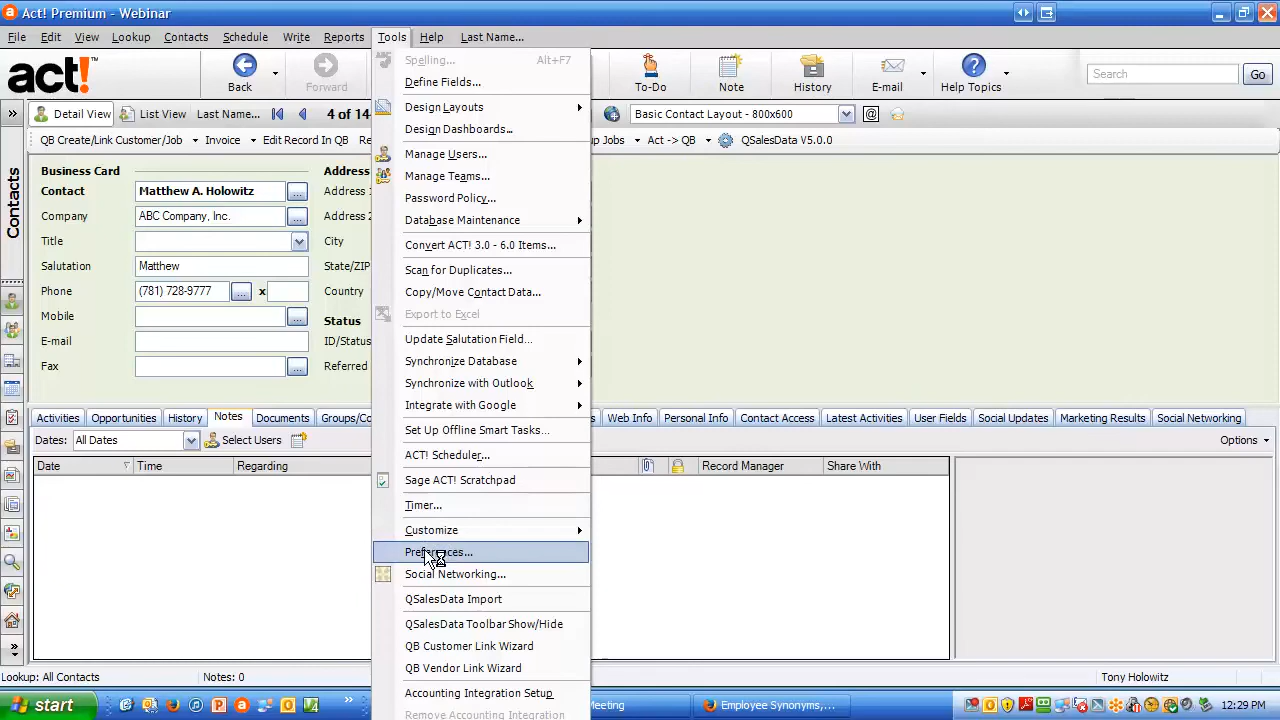 Act! Premium - Webinar
File Edit View Lookup Contacts Schedule Write Reports Tools Help Last Name...
act! Back Forward To-Do Note History E-mail Help Topics Search Go
Detail View List View Last Name... 4 of 14 Basic Contact Layout - 800x600
QB Create/Link Customer/Job Invoice Edit Record In QB Jobs Act -> QB QSalesData V5.0.0
Contacts
Business Card
Contact Matthew A. Holowitz
Company ABC Company, Inc.
Title
Salutation Matthew
Phone (781) 728-9777 x
Mobile
E-mail
Fax
Address
Address
Address 2
City
State/ZIP
Country
Status
ID/Status
Referred
Spelling... Alt+F7
Define Fields...
Design Layouts
Design Dashboards...
Manage Users...
Manage Teams...
Password Policy...
Database Maintenance
Convert ACT! 3.0 - 6.0 Items...
Scan for Duplicates...
Copy/Move Contact Data...
Export to Excel
Update Salutation Field...
Synchronize Database
Synchronize with Outlook
Integrate with Google
Set Up Offline Smart Tasks...
ACT! Scheduler...
Sage ACT! Scratchpad
Timer...
Customize
Preferences...
Social Networking...
QSalesData Import
QSalesData Toolbar Show/Hide
QB Customer Link Wizard
QB Vendor Link Wizard
Accounting Integration Setup
Remove Accounting Integration
Activities Opportunities History Notes Documents Groups/Co Web Info Personal Info Contact Access Latest Activities User Fields Social Updates Marketing Results Social Networking
Dates: All Dates Select Users Options
Date Time Regarding Record Manager Share With
Lookup: All Contacts Notes: 0 Tony Holowitz
start Meeting Employee Synonyms,... 12:29 PM